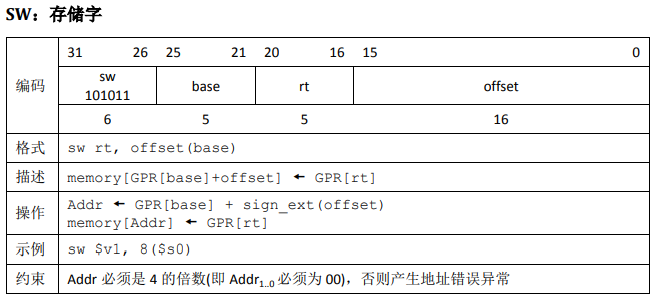 SW：存储字
编码
31 26 25 21 20 16 15 0
sw
101011 base rt offset
6 5 5 16
格式 sw rt, offset(base)
描述 memory[GPR[base]+offset] ← GPR[rt]
操作 Addr ← GPR[base] + sign_ext(offset)
memory[Addr] ← GPR[rt]
示例 sw $v1, 8($s0)
约束 Addr 必须是 4 的倍数(即 Addr1..0 必须为 00)，否则产生地址错误异常